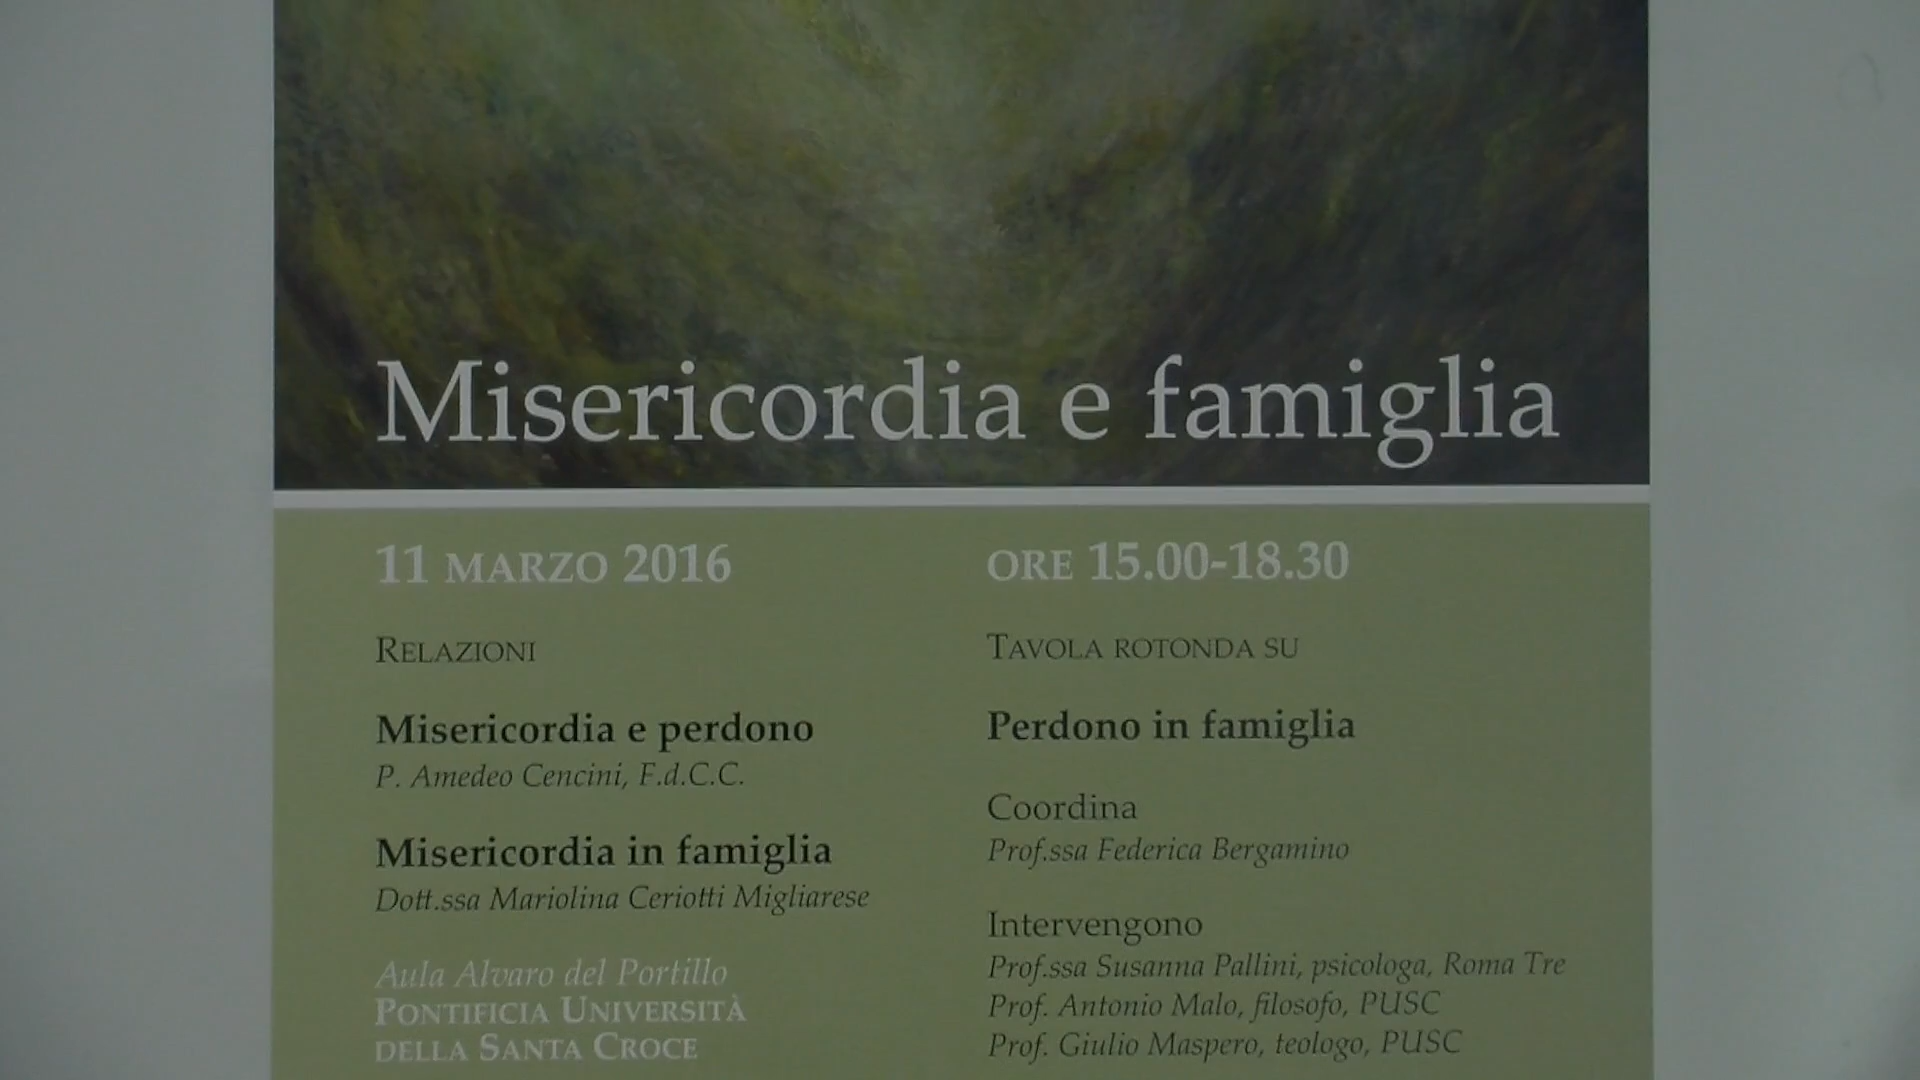 Misericordia e famiglia
11 MARZO 2016
RELAZIONI
Misericordia e perdono
P. Amedeo Cencini, F.d.C.C.
Misericordia in famiglia
Dott.ssa Mariolina Ceriotti Migliarese
Aula Alvaro del Portillo
PONTIFICIA UNIVERSITÀ
DELLA SANTA CROCE
ORE 15.00-18.30
TAVOLA ROTONDA SU
Perdono in famiglia
Coordina
Prof.ssa Federica Bergamino
Intervengono
Prof.ssa Susanna Pallini, psicologa, Roma Tre
Prof. Antonio Malo, filosofo, PUSC
Prof. Giulio Maspero, teologo, PUSC